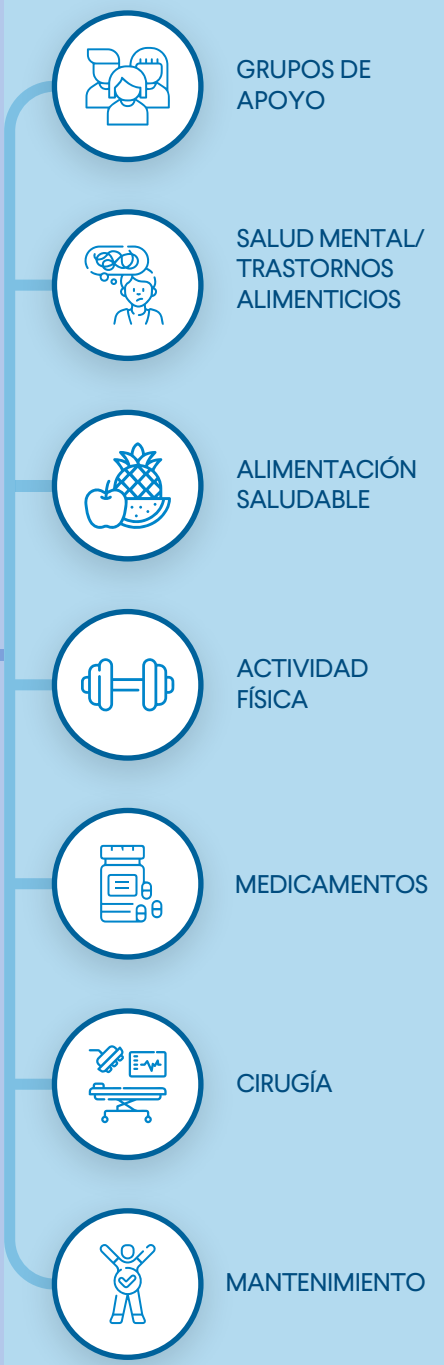 GRUPOS DE
APOYO
SALUD MENTAL/
TRASTORNOS
ALIMENTICIOS
ALIMENTACIÓN
SALUDABLE
ACTIVIDAD
FÍSICA
MEDICAMENTOS
CIRUGÍA
MANTENIMIENTO